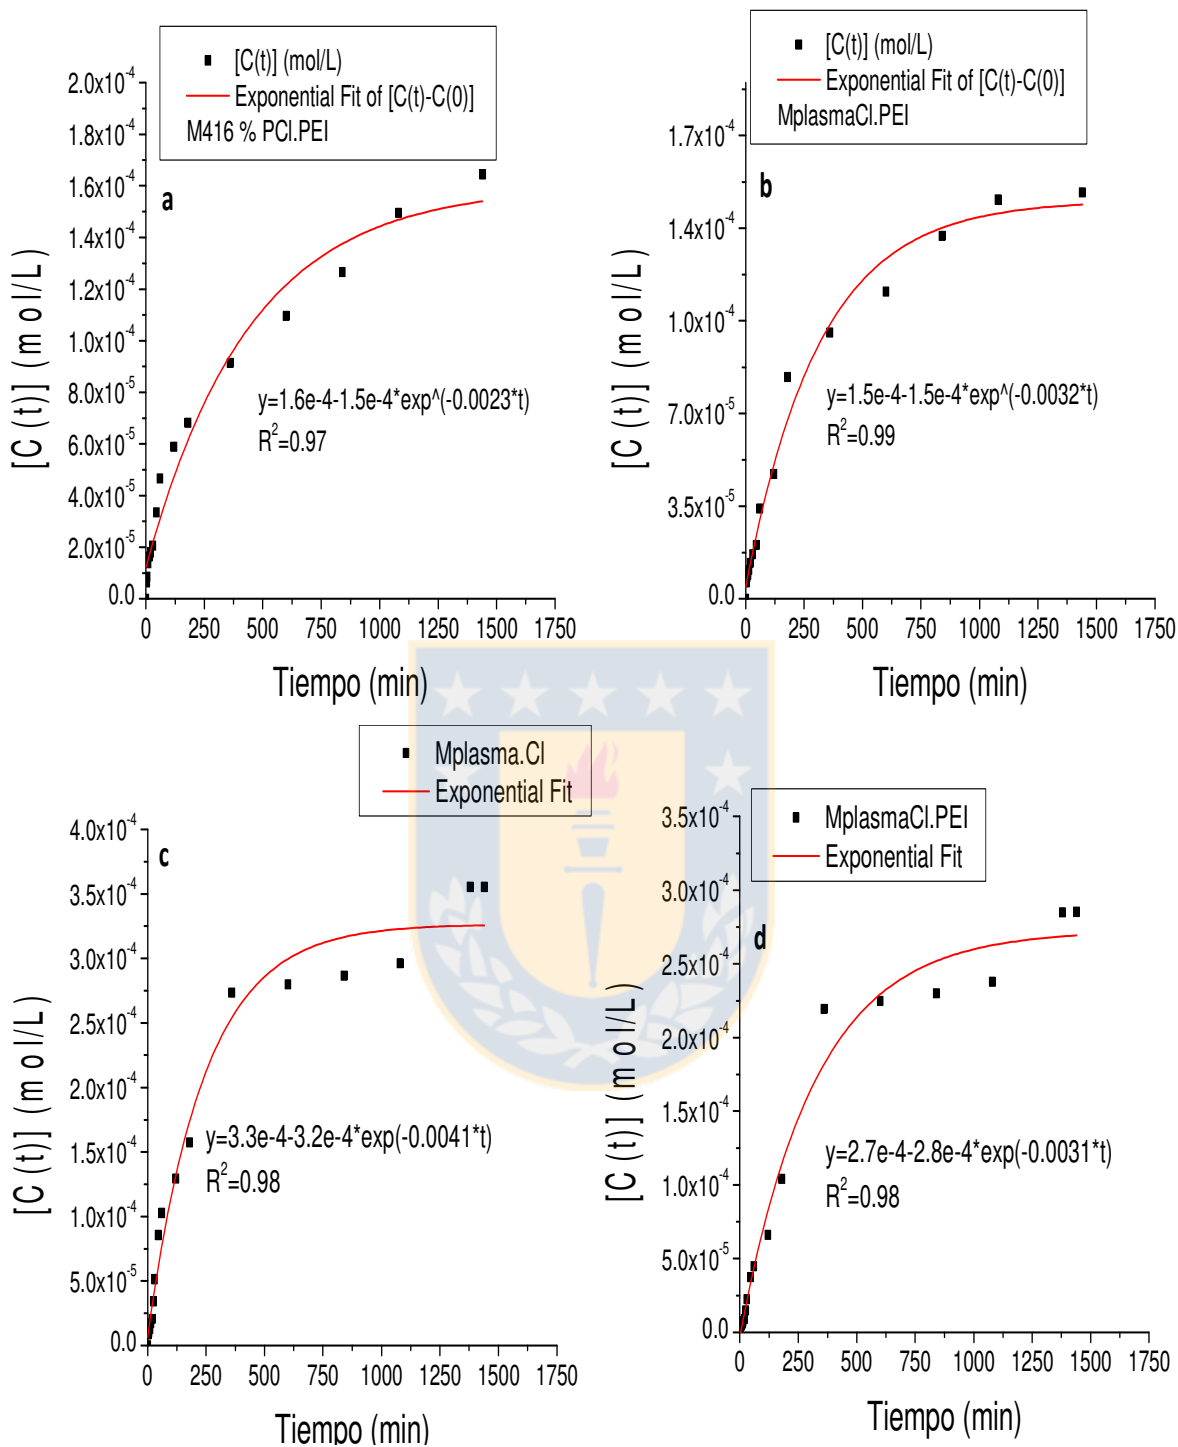 [C(t)] (mol/L)
Exponential Fit of [C(t)-C(0)]
M416 % PCl.PEI
a
2.0x10⁻⁴
1.8x10⁻⁴
1.6x10⁻⁴
1.4x10⁻⁴
1.2x10⁻⁴
1.0x10⁻⁴
8.0x10⁻⁵
6.0x10⁻⁵
4.0x10⁻⁵
2.0x10⁻⁵
0.0
[C (t)] (m ol/L)
y=1.6e-4-1.5e-4*exp^(-0.0023*t)
R²=0.97
0 250 500 750 1000 1250 1500 1750
Tiempo (min)
[C(t)] (mol/L)
Exponential Fit of [C(t)-C(0)]
MplasmaCl.PEI
b
1.7x10⁻⁴
1.4x10⁻⁴
1.0x10⁻⁴
7.0x10⁻⁵
3.5x10⁻⁵
0.0
[C (t)] (m ol/L)
y=1.5e-4-1.5e-4*exp^(-0.0032*t)
R²=0.99
0 250 500 750 1000 1250 1500 1750
Tiempo (min)
Mplasma.Cl
Exponential Fit
c
4.0x10⁻⁴
3.5x10⁻⁴
3.0x10⁻⁴
2.5x10⁻⁴
2.0x10⁻⁴
1.5x10⁻⁴
1.0x10⁻⁴
5.0x10⁻⁵
0.0
[C (t)] (m ol/L)
y=3.3e-4-3.2e-4*exp(-0.0041*t)
R²=0.98
0 250 500 750 1000 1250 1500 1750
Tiempo (min)
MplasmaCl.PEI
Exponential Fit
d
3.5x10⁻⁴
3.0x10⁻⁴
2.5x10⁻⁴
2.0x10⁻⁴
1.5x10⁻⁴
1.0x10⁻⁴
5.0x10⁻⁵
0.0
[C (t)] (m ol/L)
y=2.7e-4-2.8e-4*exp(-0.0031*t)
R²=0.98
0 250 500 750 1000 1250 1500 1750
Tiempo (min)